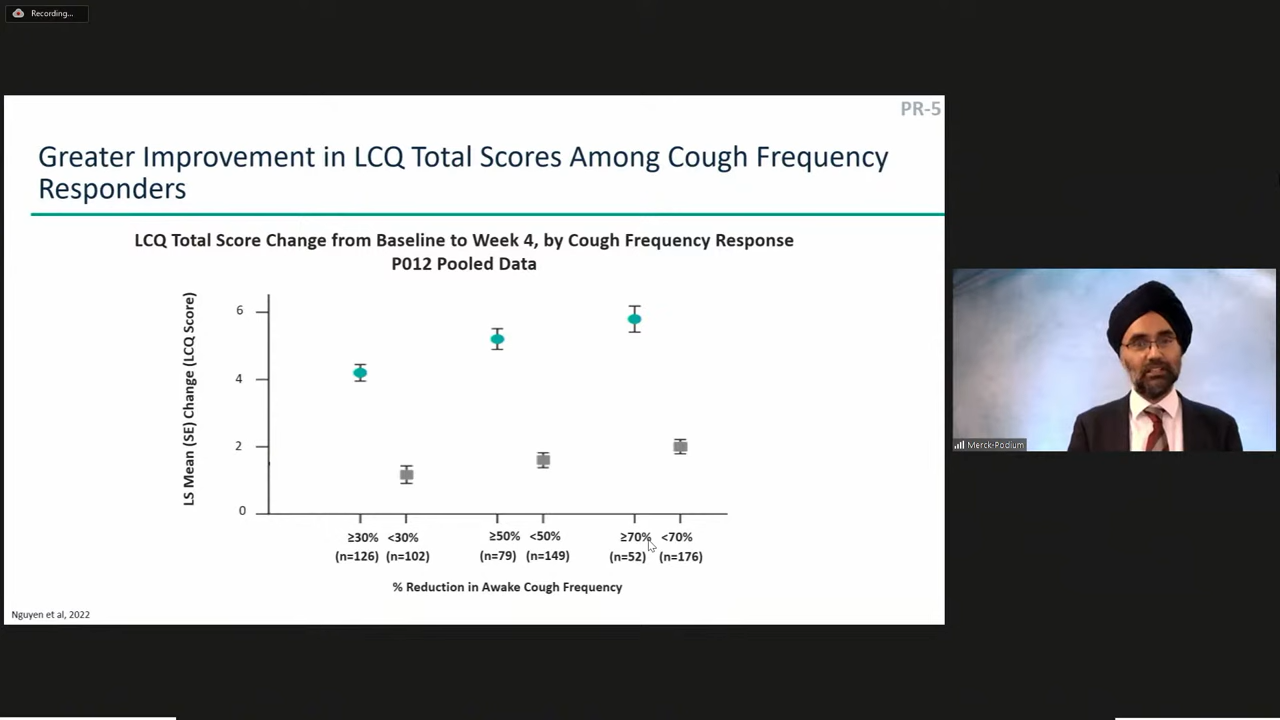 Recording...
PR-5
Greater Improvement in LCQ Total Scores Among Cough Frequency
Responders
LCQ Total Score Change from Baseline to Week 4, by Cough Frequency Response
P012 Pooled Data
LS Mean (SE) Change (LCQ Score)
6
4
2
0
≥30% <30% ≥50% <50% ≥70% <70%
(n=126) (n=102) (n=79) (n=149) (n=52) (n=176)
% Reduction in Awake Cough Frequency
Nguyen et al, 2022
Merck-Podium